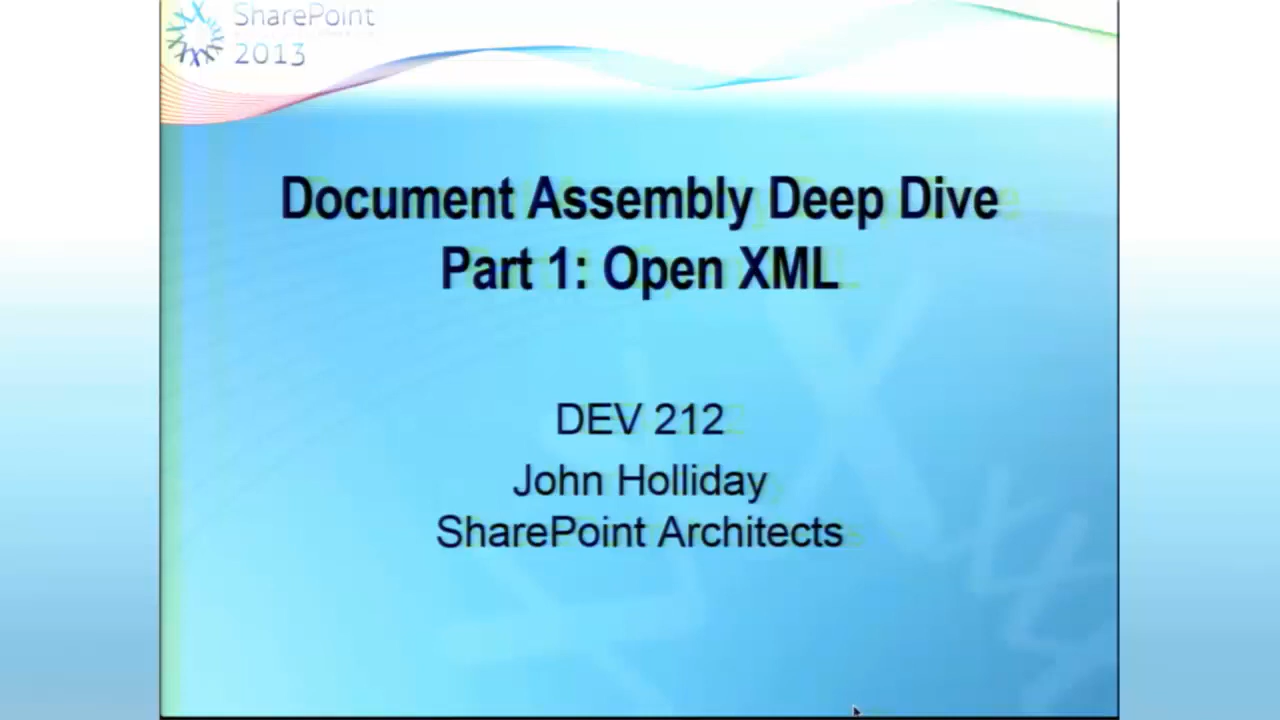 SharePoint
2013
Document Assembly Deep Dive
Part 1: Open XML
DEV 212
John Holliday
SharePoint Architects